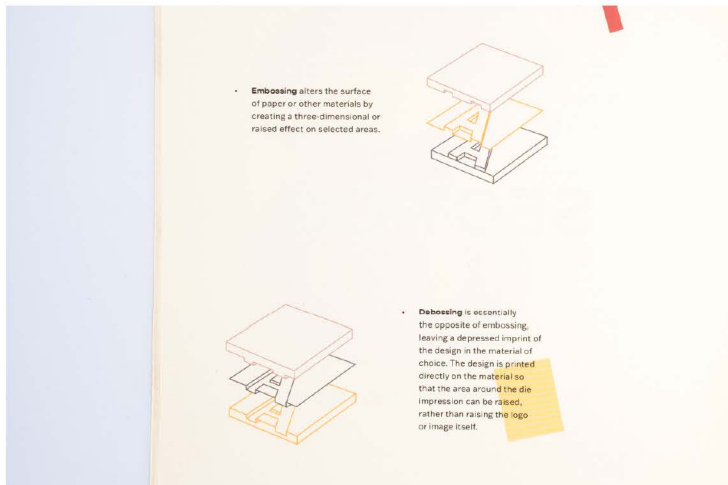 • Embossing alters the surface
of paper or other materials by
creating a three-dimensional or
raised effect on selected areas.
• Debossing is essentially
the opposite of embossing,
leaving a depressed imprint of
the design in the material of
choice. The design is printed
directly on the material so
that the area around the die
impression can be raised,
rather than raising the logo
or image itself.